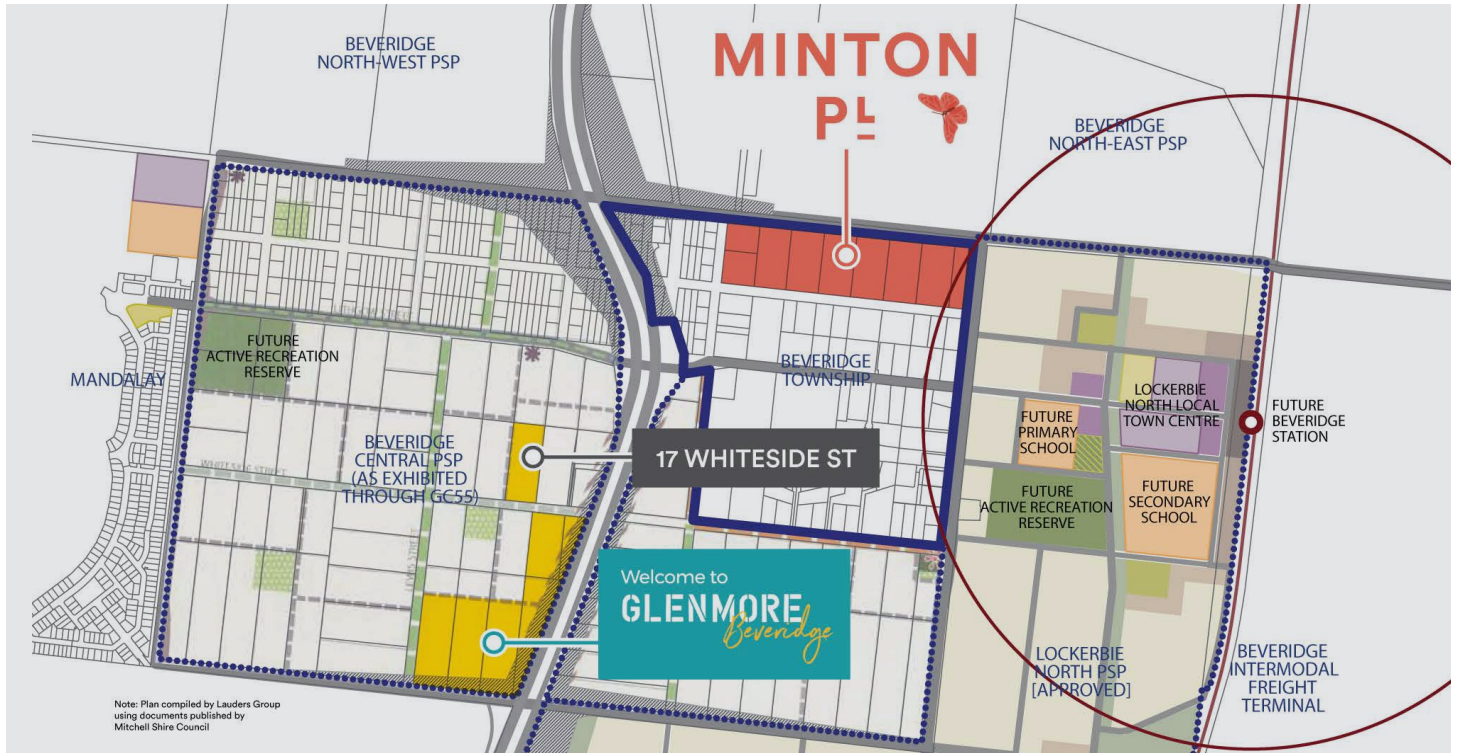 BEVERIDGE
NORTH-WEST PSP
MINTON
PL
BEVERIDGE
NORTH-EAST PSP
FUTURE
ACTIVE RECREATION
RESERVE
MANDALAY
BEVERIDGE
TOWNSHIP
LOCKERBIE
NORTH LOCAL
TOWN CENTRE
FUTURE
BEVERIDGE
STATION
FUTURE
PRIMARY
SCHOOL
BEVERIDGE
CENTRAL PSP
(AS EXHIBITED
THROUGH GC55)
WHITESIDE STREET
17 WHITESIDE ST
FUTURE
ACTIVE RECREATION
RESERVE
FUTURE
SECONDARY
SCHOOL
Welcome to
GLENMORE
Beveridge
LOCKERBIE
NORTH PSP
[APPROVED]
BEVERIDGE
INTERMODAL
FREIGHT
TERMINAL
Note: Plan compiled by Lauders Group
using documents published by
Mitchell Shire Council